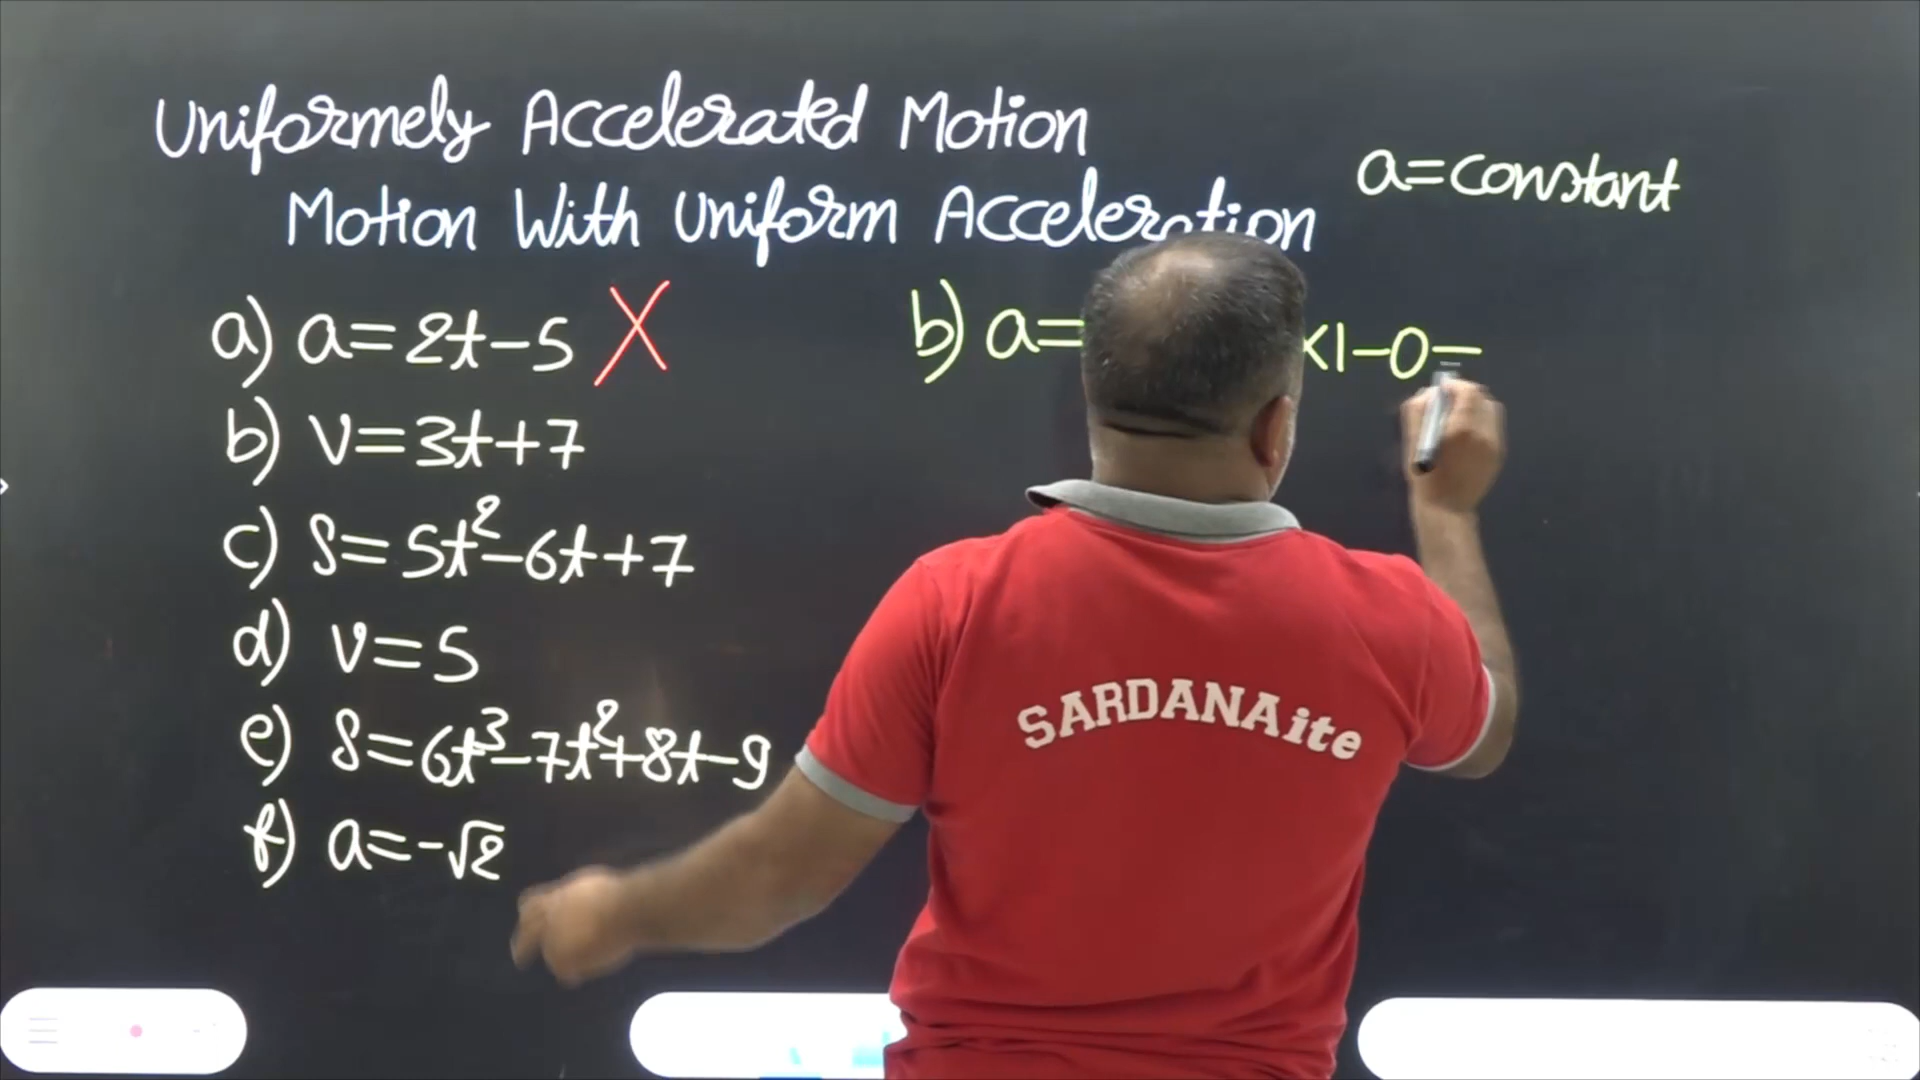 Uniformely Accelerated Motion
Motion With Uniform Acceleration
a=constant
a) a=2t-5 X
b) v=3t+7
c) s=5t²-6t+7
d) v=5
e) s=6t³-7t²+8t-9
f) a=-√2
b) a= ×1-0=
SARDANAite